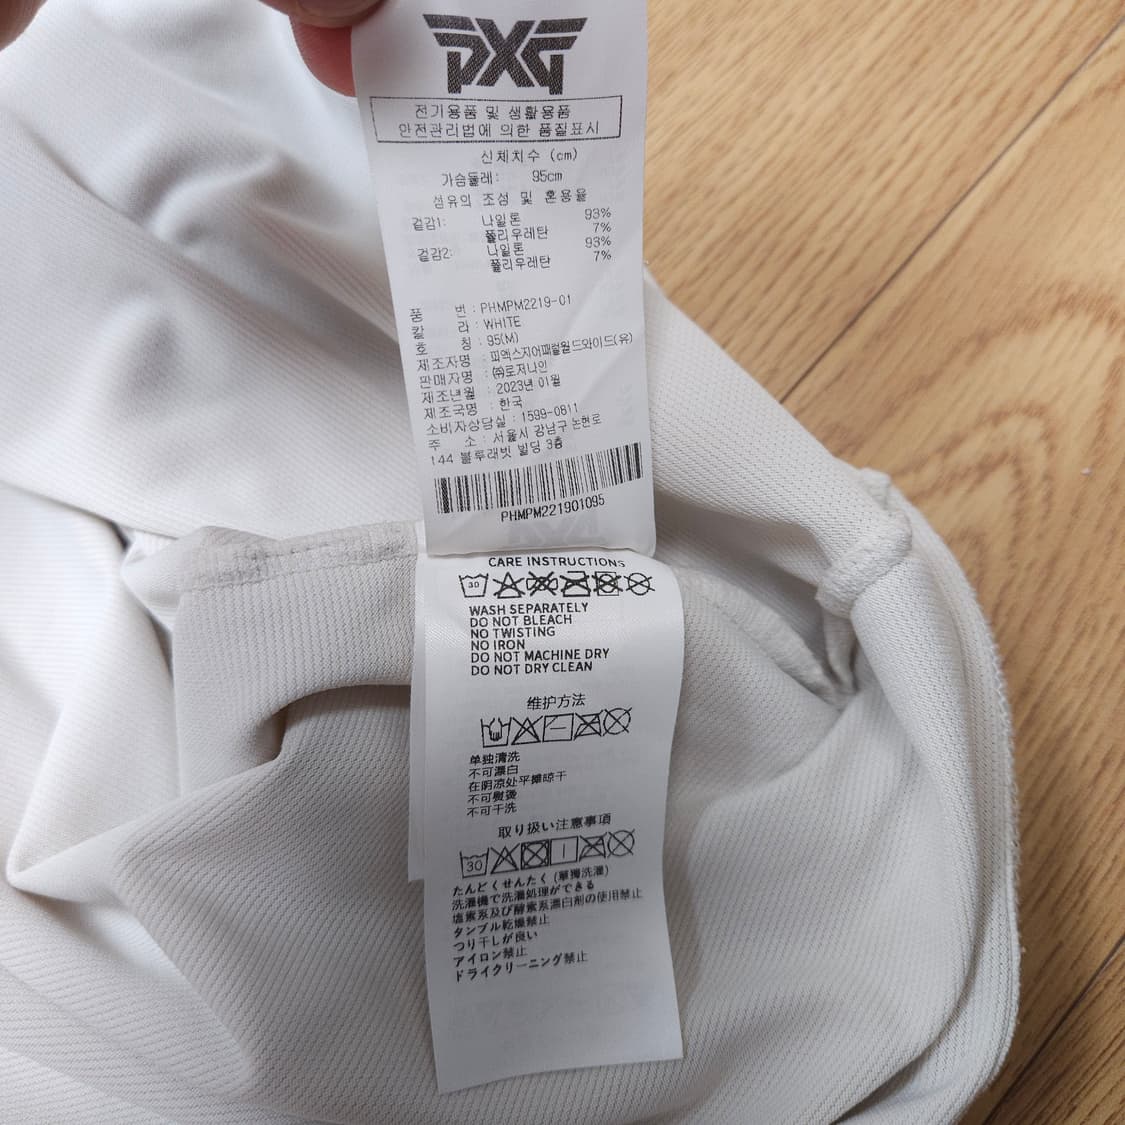 PXG
전기용품 및 생활용품
안전관리법에 의한 품질표시
신체치수 (cm)
가슴둘레: 95cm
섬유의 조성 및 혼용율
겉감1: 나일론 93%
폴리우레탄 7%
겉감2: 나일론 93%
폴리우레탄 7%
품 번 : PHMPM2219-01
칼 라 : WHITE
호 칭 : 95(M)
제조자명 : 피엑스지어패럴월드와이드(유)
판매자명 : ㈜로저나인
제조년월 : 2023년 01월
제조국명 : 한국
소비자상담실 : 1599-0811
주 소 : 서울시 강남구 논현로
144 블루래빗 빌딩 3층
PHMPM221901095
CARE INSTRUCTIONS
30
WASH SEPARATELY
DO NOT BLEACH
NO TWISTING
NO IRON
DO NOT MACHINE DRY
DO NOT DRY CLEAN
维护方法
单独清洗
不可漂白
在阴凉处平摊晾干
不可熨烫
不可干洗
取り扱い注意事項
30
たんどくせんたく (單獨洗濯)
洗濯機で洗濯処理ができる
塩素系及び酵素系漂白剤の使用禁止
タンブル乾燥禁止
つり干しが良い
アイロン禁止
ドライクリーニング禁止